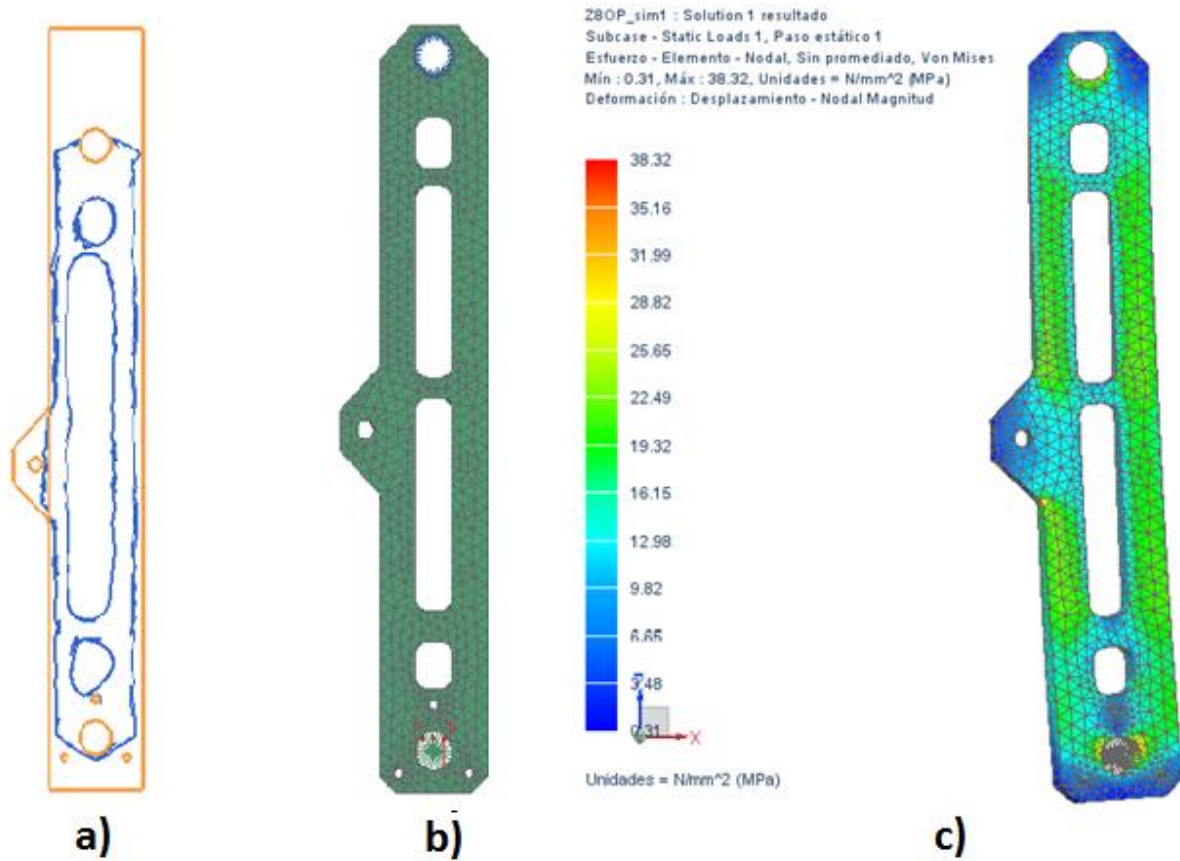 Z8OP_sim1 : Solution 1 resultado
Subcase - Static Loads 1, Paso estático 1
Esfuerzo - Elemento - Nodal, Sin promediado, Von Mises
Mín : 0.31, Máx : 38.32, Unidades = N/mm^2 (MPa)
Deformación : Desplazamiento - Nodal Magnitud
38.32
35.16
31.99
28.82
25.65
22.49
19.32
16.15
12.98
9.82
6.65
3.48
0.31
X
Unidades = N/mm^2 (MPa)
a)
b)
c)